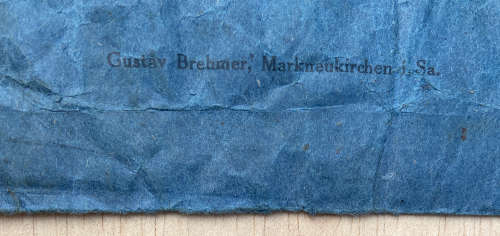 Gustav Brehmer, Markneukirchen i. Sa.